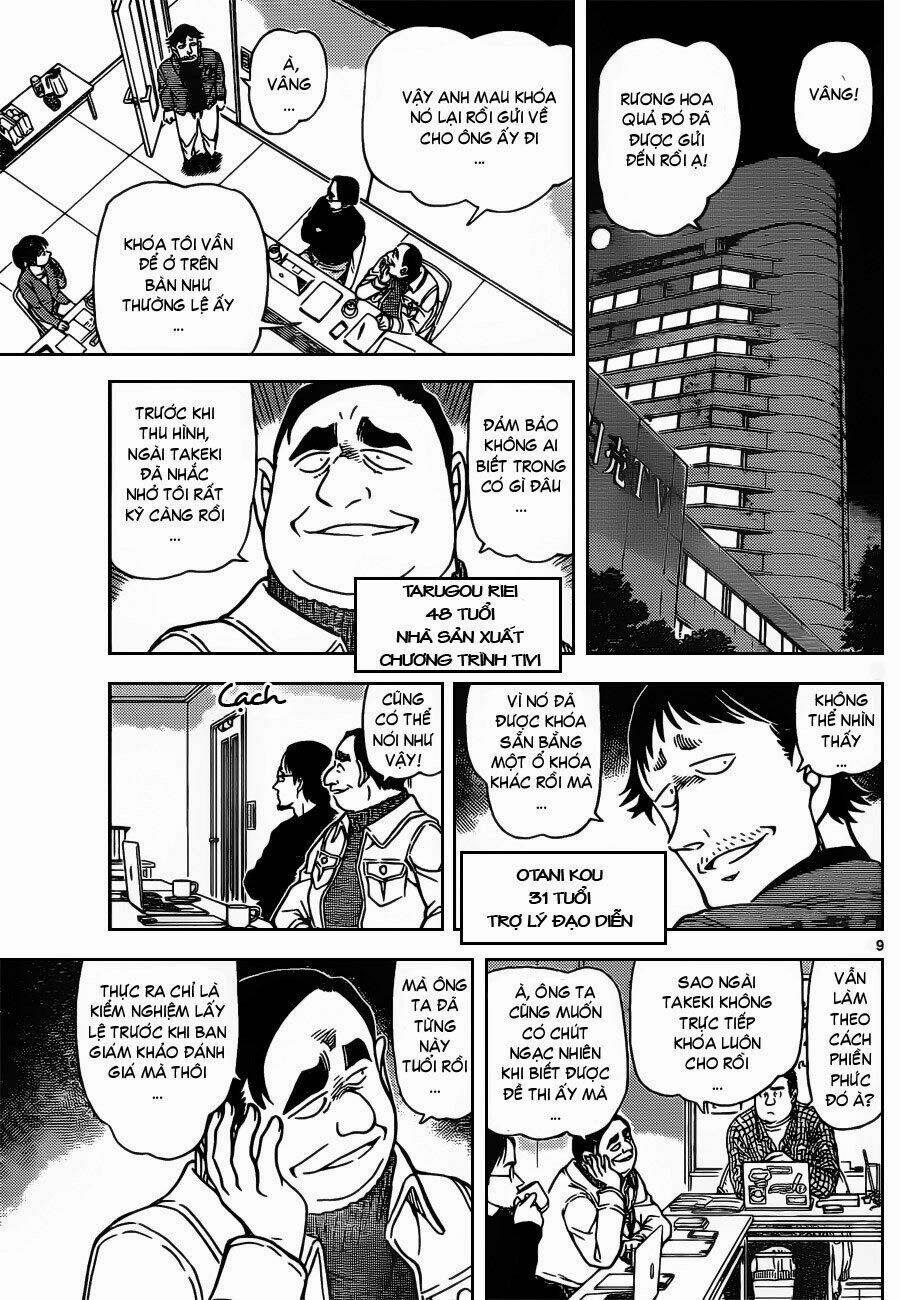 VÂNG!
RƯƠNG HOA
QUẢ ĐÓ ĐÃ
ĐƯỢC GỬI
ĐẾN RỒI Ạ!
TV
VẬY ANH MAU KHÓA
NÓ LẠI RỒI GỬI VỀ
CHO ÔNG ẤY ĐI
...
À,
VÂNG
...
KHÓA TÔI VẪN
ĐỂ Ở TRÊN
BÀN NHƯ
THƯỜNG LỆ ẤY
...
ĐẢM BẢO
KHÔNG AI
BIẾT TRONG
CÓ GÌ ĐÂU
...
TRƯỚC KHI
THU HÌNH,
NGÀI TAKEKI
ĐÃ NHẮC
NHỞ TÔI RẤT
KỸ CÀNG RỒI
...
TARUGOU RIEI
48 TUỔI
NHÀ SẢN XUẤT
CHƯƠNG TRÌNH TIVI
KHÔNG
THỂ NHÌN
THẤY
...
VÌ NÓ ĐÃ
ĐƯỢC KHÓA
SẴN BẰNG
MỘT Ổ KHÓA
KHÁC RỒI MÀ
...
OTANI KOU
31 TUỔI
TRỢ LÝ ĐẠO DIỄN
CŨNG
CÓ THỂ
NÓI NHƯ
VẬY!
Cạch
9
VẪN
LÀM
THEO
CÁCH
PHIỀN
PHỨC
ĐÓ À?
SAO NGÀI
TAKEKI KHÔNG
TRỰC TIẾP
KHÓA LUÔN
CHO RỒI
...
À, ÔNG TA
CŨNG MUỐN
CÓ CHÚT
NGẠC NHIÊN
KHI BIẾT ĐƯỢC
ĐỀ THI ẤY MÀ
...
MÀ ÔNG
TA ĐÃ
TỪNG NÀY
TUỔI RỒI
...
THỰC RA CHỈ LÀ
KIỂM NGHIỆM LẤY
LỆ TRƯỚC KHI BAN
GIÁM KHẢO ĐÁNH
GIÁ MÀ THÔI
...